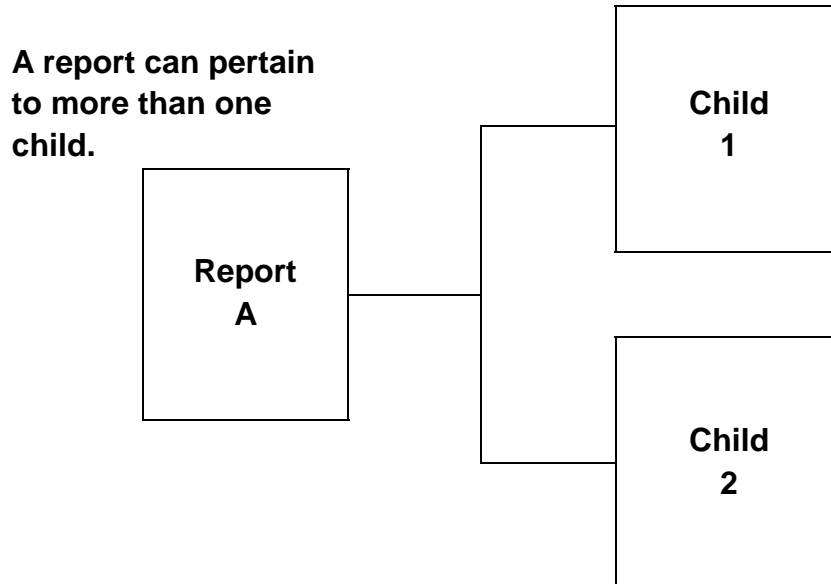 A report can pertain
to more than one
child.
Report
A
Child
1
Child
2